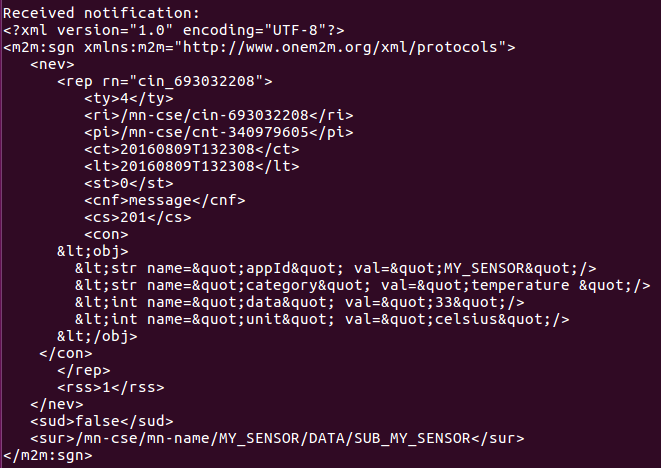 Received notification:
<?xml version="1.0" encoding="UTF-8"?>
<m2m:sgn xmlns:m2m="http://www.onem2m.org/xml/protocols">
<nev>
<rep rn="cin_693032208">
<ty>4</ty>
<ri>/mn-cse/cin-693032208</ri>
<pi>/mn-cse/cnt-340979605</pi>
<ct>20160809T132308</ct>
<lt>20160809T132308</lt>
<st>0</st>
<cnf>message</cnf>
<cs>201</cs>
<con>
&lt;obj>
&lt;str name=&quot;appId&quot; val=&quot;MY_SENSOR&quot;/>
&lt;str name=&quot;category&quot; val=&quot;temperature &quot;/>
&lt;int name=&quot;data&quot; val=&quot;33&quot;/>
&lt;int name=&quot;unit&quot; val=&quot;celsius&quot;/>
&lt;/obj>
</con>
</rep>
<rss>1</rss>
</nev>
<sud>false</sud>
<sur>/mn-cse/mn-name/MY_SENSOR/DATA/SUB_MY_SENSOR</sur>
</m2m:sgn>